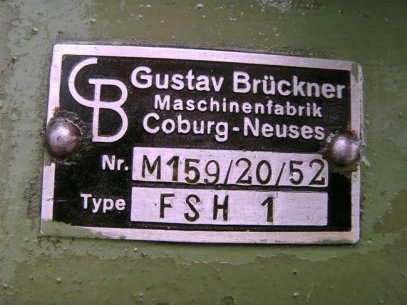 GB
Gustav Brückner
Maschinenfabrik
Coburg-Neuses
Nr. M159/20/52
Type FSH 1